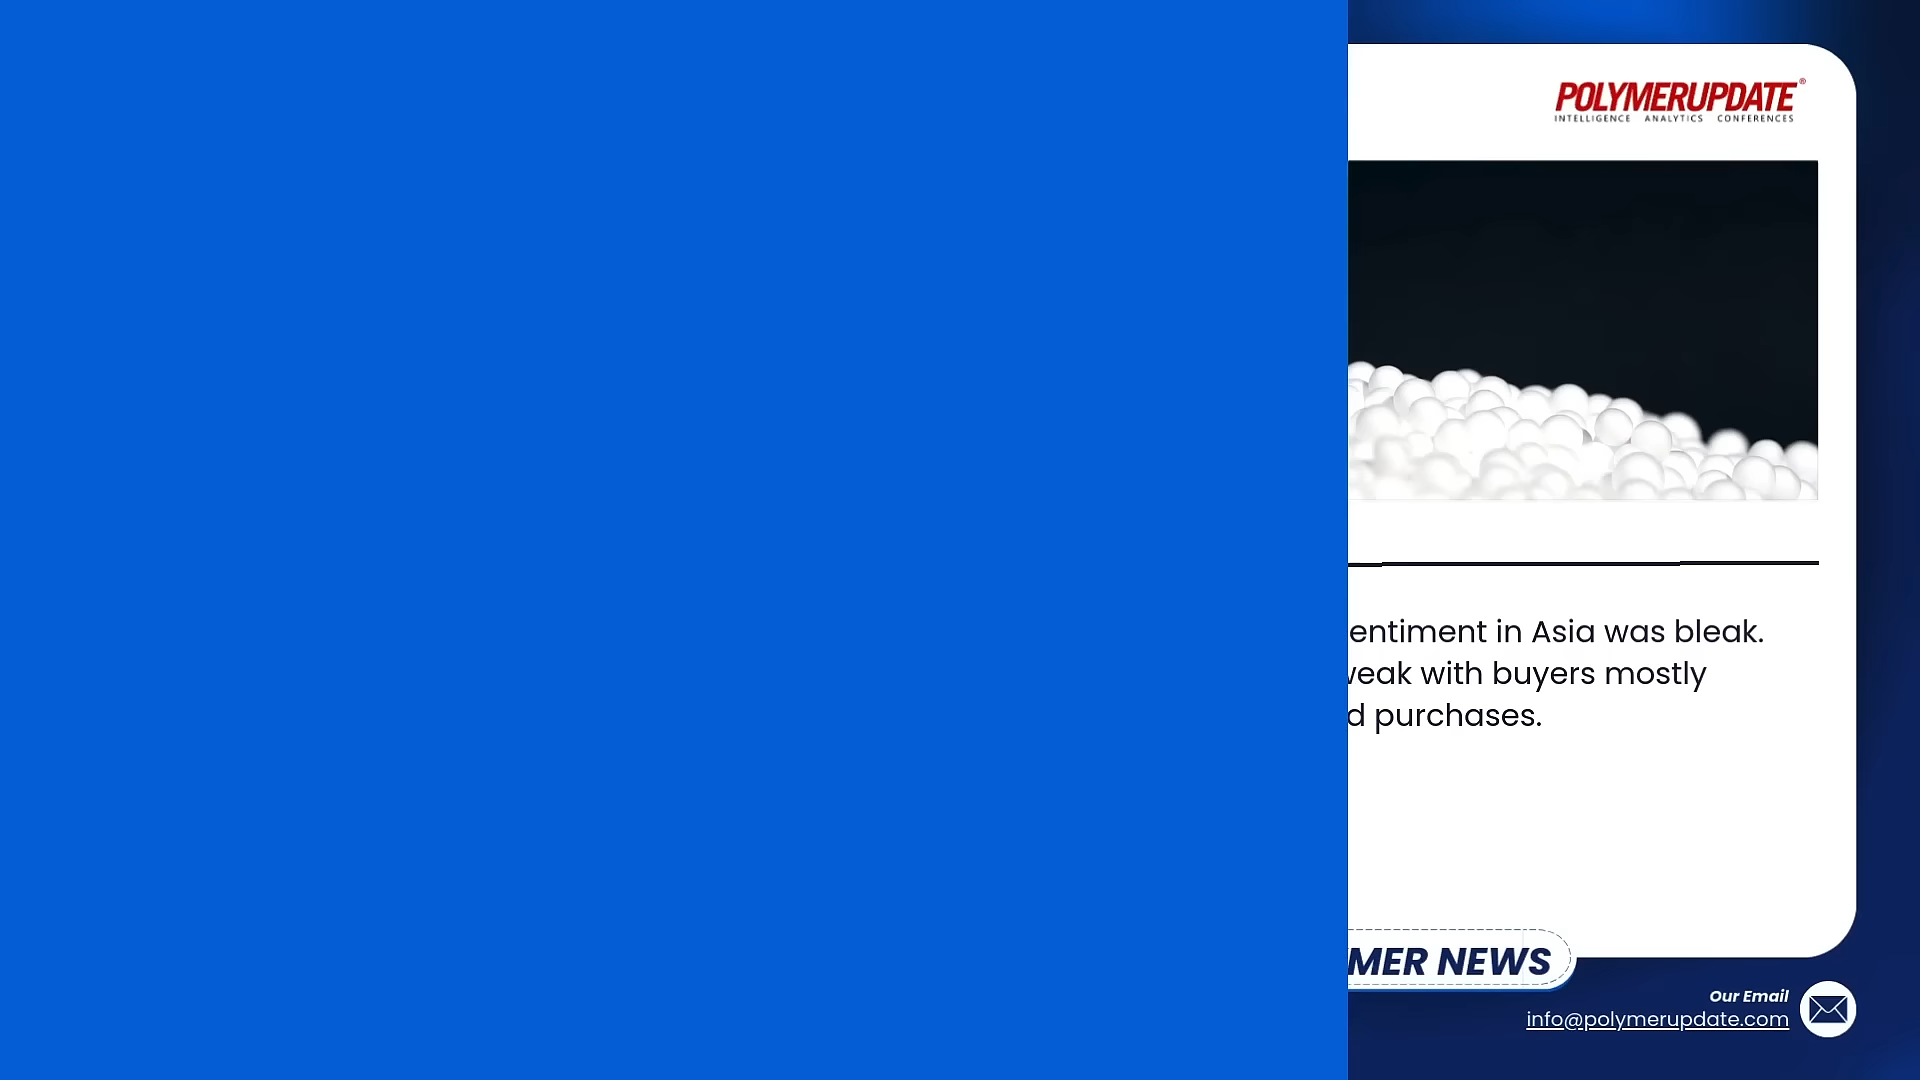 POLYMERUPDATE®
INTELLIGENCE ANALYTICS CONFERENCES
entiment in Asia was bleak.
weak with buyers mostly
d purchases.
MER NEWS
Our Email
info@polymerupdate.com